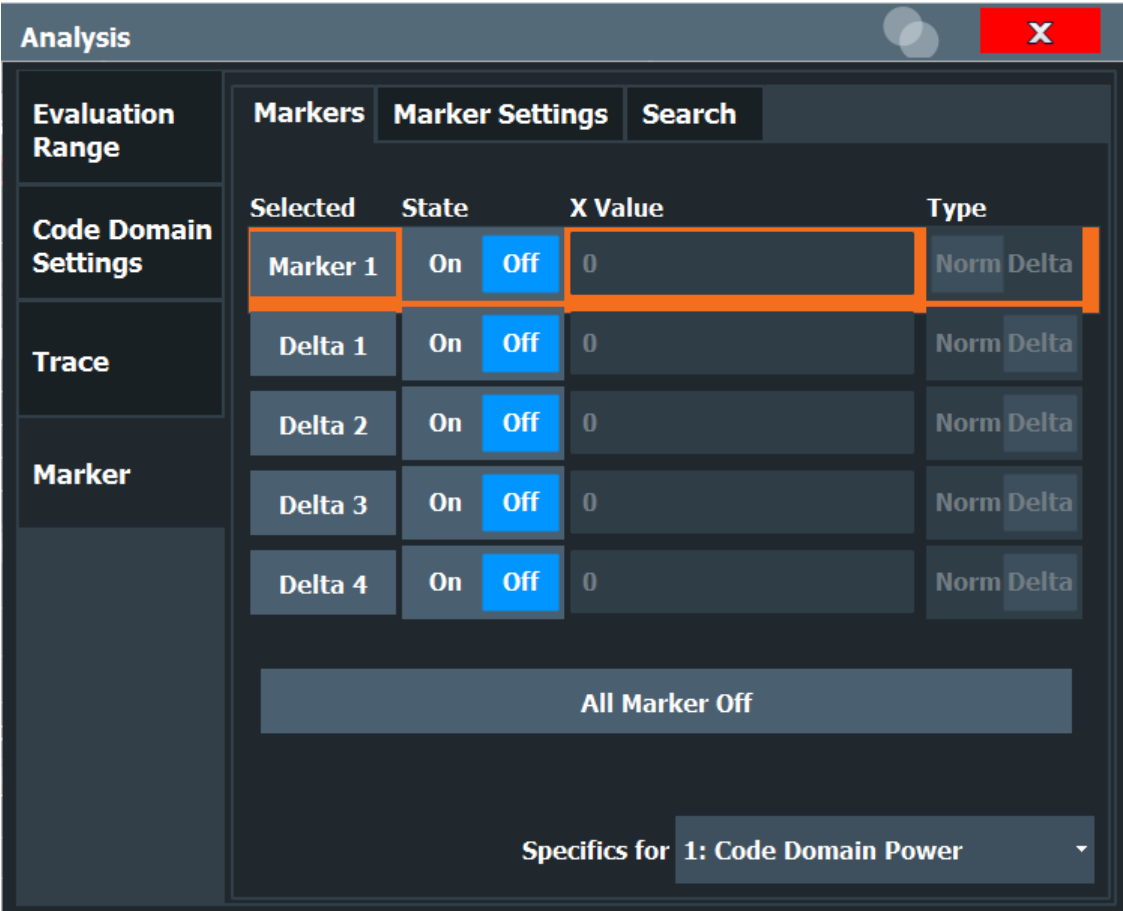 Analysis
X
Evaluation
Range
Code Domain
Settings
Trace
Marker
Markers Marker Settings Search
Selected State X Value Type
Marker 1 On Off 0 Norm Delta
Delta 1 On Off 0 Norm Delta
Delta 2 On Off 0 Norm Delta
Delta 3 On Off 0 Norm Delta
Delta 4 On Off 0 Norm Delta
All Marker Off
Specifics for 1: Code Domain Power